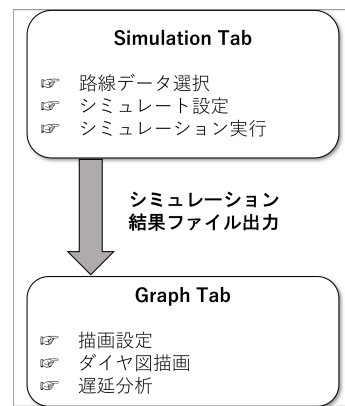 Simulation Tab
☞ 路線データ選択
☞ シミュレート設定
☞ シミュレーション実行
シミュレーション
結果ファイル出力
Graph Tab
☞ 描画設定
☞ ダイヤ図描画
☞ 遅延分析